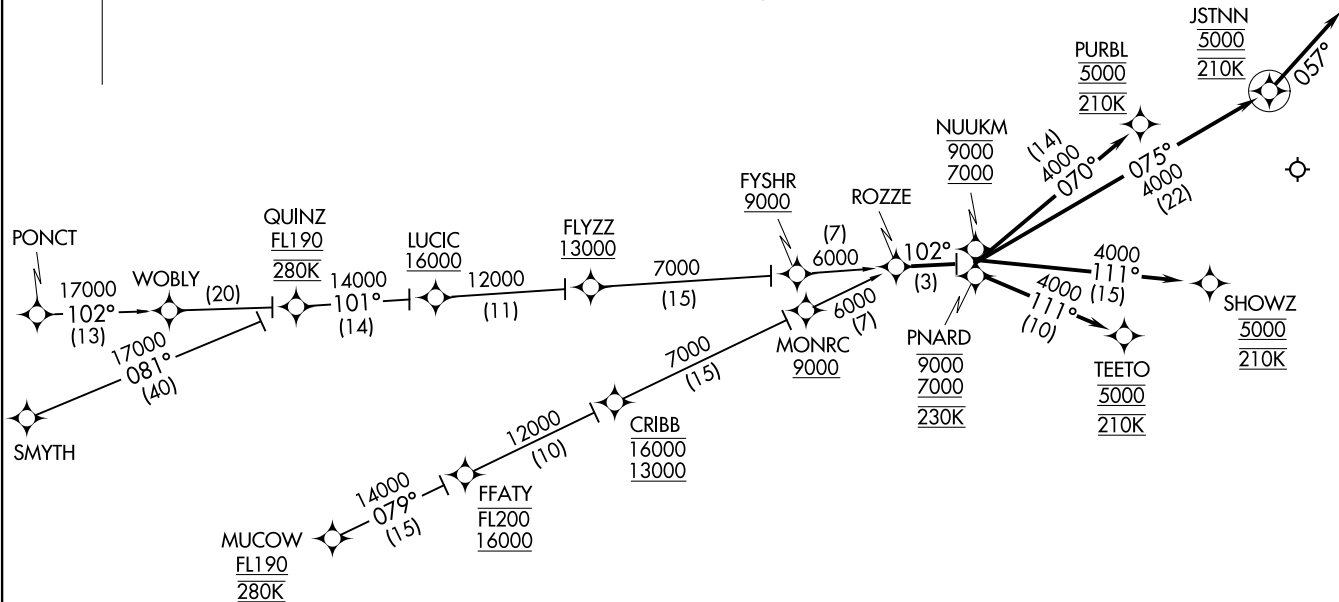 JSTNN
5000
210K
057°
PURBL
5000
210K
NUUKM
9000
7000
(14)
4000
070°
075°
4000
(22)
FYSHR
9000
ROZZE
(7)
6000
102°
(3)
QUINZ
FL190
280K
LUCIC
16000
FLYZZ
13000
PONCT
WOBLY
17000
102°
(13)
(20)
14000
101°
(14)
12000
(11)
7000
(15)
4000
111°
(15)
SHOWZ
5000
210K
4000
111°
(10)
TEETO
5000
210K
PNARD
9000
7000
230K
6000
(7)
MONRC
9000
17000
081°
(40)
SMYTH
7000
(15)
CRIBB
16000
13000
12000
(10)
FFATY
FL200
16000
14000
079°
(15)
MUCOW
FL190
280K